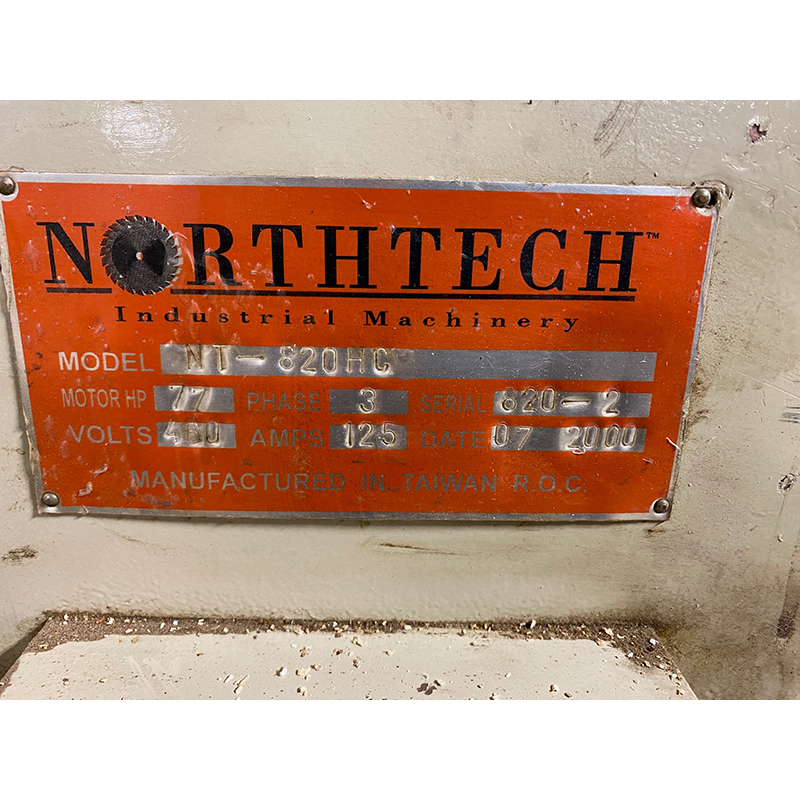 NORTHTECH™
Industrial Machinery
MODEL NT-820HC
MOTOR HP 77 PHASE 3 SERIAL 820-2
VOLTS 460 AMPS 125 DATE 07 2000
MANUFACTURED IN TAIWAN R.O.C.